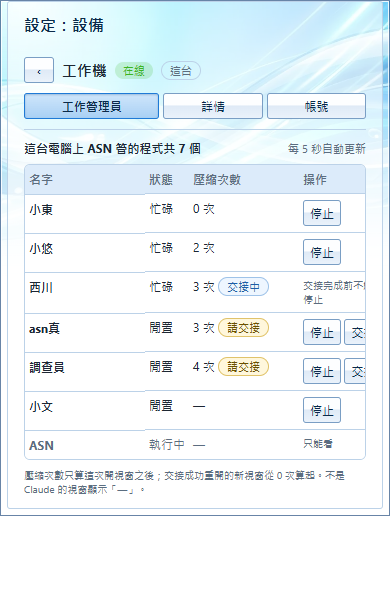 設定：設備
‹ 工作機 在線 這台
工作管理員 詳情 帳號
這台電腦上 ASN 管的程式共 7 個 每 5 秒自動更新
名字 狀態 壓縮次數 操作
小東 忙碌 0 次 停止
小悠 忙碌 2 次 停止
西川 忙碌 3 次 交接中 交接完成前不
停止
asn真 閒置 3 次 請交接 停止 交
調查員 閒置 4 次 請交接 停止 交
小文 閒置 — 停止
ASN 執行中 — 只能看
壓縮次數只算這次開視窗之後；交接成功重開的新視窗從 0 次算起。不是
Claude 的視窗顯示「—」。